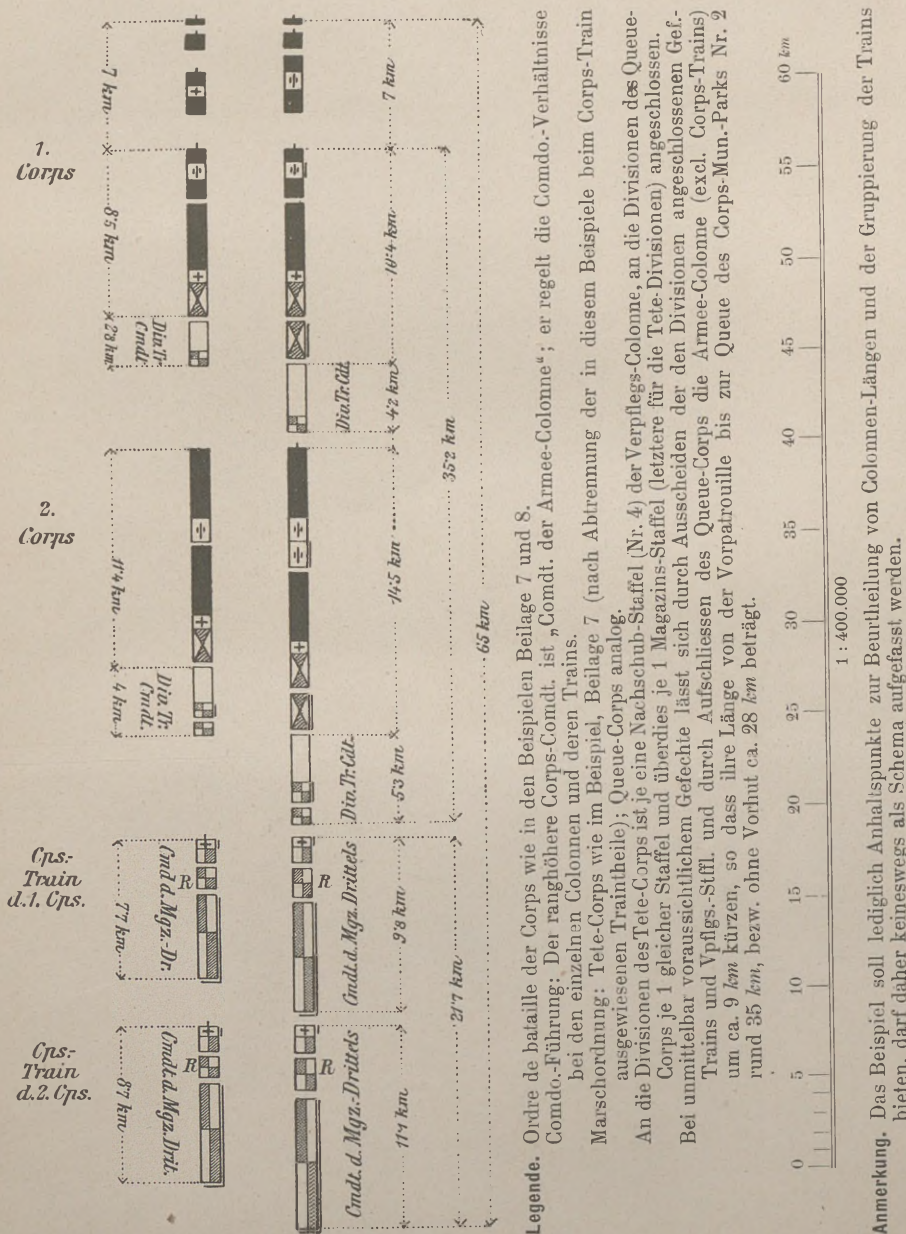 1.
Corps
2.
Corps
Cps.-
Train
d.1. Cps.
Cps.-
Train
d.2. Cps.
7 km
8·5 km
2·8 km
Div. Tr.
Cmdt.
11·4 km
4 km
Div. Tr.
Cmdt.
Cmd d. Mgz.-Dr.
R
7·7 km
Cmdt. d. Mgz. Drit.
R
8·7 km
7 km
10·4 km
Div. Tr. Cdt.
4·2 km
14·5 km
Div. Tr. Cdt.
5·3 km
R
Cmdt. d. Mgz.-Drittels
9·8 km
R
Cmdt. d. Mgz.-Drittels
11·1 km
35·2 km
21·7 km
65 km
Legende. Ordre de bataille der Corps wie in den Beispielen Beilage 7 und 8.
Comdo.-Führung: Der ranghöhere Corps-Comdt. ist „Comdt. der Armee-Colonne“; er regelt die Comdo.-Verhältnisse
bei den einzelnen Colonnen und deren Trains.
Marschordnung: Tete-Corps wie im Beispiel, Beilage 7 (nach Abtrennung der in diesem Beispiele beim Corps-Train
ausgewiesenen Traintheile); Queue-Corps analog.
An die Divisionen des Tete-Corps ist je eine Nachschub-Staffel (Nr. 4) der Verpflegs-Colonne, an die Divisionen des Queue-
Corps je 1 gleicher Staffel und überdies je 1 Magazins-Staffel (letztere für die Tete-Divisionen) angeschlossen.
Bei unmittelbar voraussichtlichem Gefechte lässt sich durch Ausscheiden der den Divisionen angeschlossenen Gef.-
Trains und Vpflgs.-Stffl. und durch Aufschliessen des Queue-Corps die Armee-Colonne (excl. Corps-Trains)
um ca. 9 km kürzen, so dass ihre Länge von der Vorpatrouille bis zur Queue des Corps-Mun.-Parks Nr. 2
rund 35 km, bezw. ohne Vorhut ca. 28 km beträgt.
1 : 400.000
0 5 10 15 20 25 30 35 40 45 50 55 60 km
Anmerkung. Das Beispiel soll lediglich Anhaltspunkte zur Beurtheilung von Colonnen-Längen und der Gruppierung der Trains
bieten, darf daher keineswegs als Schema aufgefasst werden.